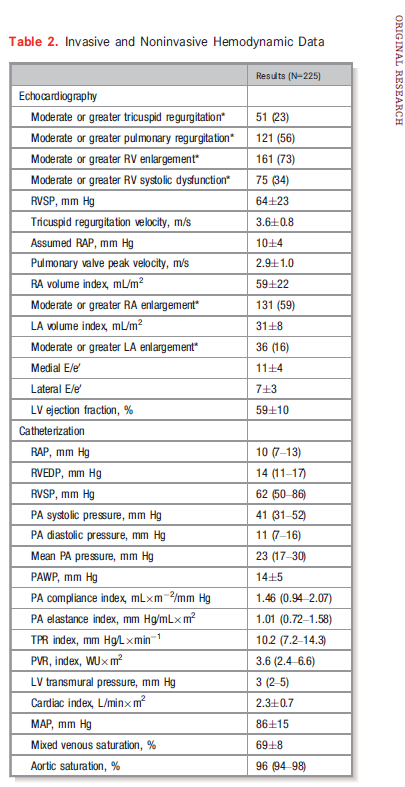 ORIGINAL RESEARCH
Table 2. Invasive and Noninvasive Hemodynamic Data
Results (N=225)
Echocardiography
Moderate or greater tricuspid regurgitation* 51 (23)
Moderate or greater pulmonary regurgitation* 121 (56)
Moderate or greater RV enlargement* 161 (73)
Moderate or greater RV systolic dysfunction* 75 (34)
RVSP, mm Hg 64±23
Tricuspid regurgitation velocity, m/s 3.6±0.8
Assumed RAP, mm Hg 10±4
Pulmonary valve peak velocity, m/s 2.9±1.0
RA volume index, mL/m² 59±22
Moderate or greater RA enlargement* 131 (59)
LA volume index, mL/m² 31±8
Moderate or greater LA enlargement* 36 (16)
Medial E/e′ 11±4
Lateral E/e′ 7±3
LV ejection fraction, % 59±10
Catheterization
RAP, mm Hg 10 (7–13)
RVEDP, mm Hg 14 (11–17)
RVSP, mm Hg 62 (50–86)
PA systolic pressure, mm Hg 41 (31–52)
PA diastolic pressure, mm Hg 11 (7–16)
Mean PA pressure, mm Hg 23 (17–30)
PAWP, mm Hg 14±5
PA compliance index, mL×m⁻²/mm Hg 1.46 (0.94–2.07)
PA elastance index, mm Hg/mL×m² 1.01 (0.72–1.58)
TPR index, mm Hg/L×min⁻¹ 10.2 (7.2–14.3)
PVR, index, WU×m² 3.6 (2.4–6.6)
LV transmural pressure, mm Hg 3 (2–5)
Cardiac index, L/min×m² 2.3±0.7
MAP, mm Hg 86±15
Mixed venous saturation, % 69±8
Aortic saturation, % 96 (94–98)